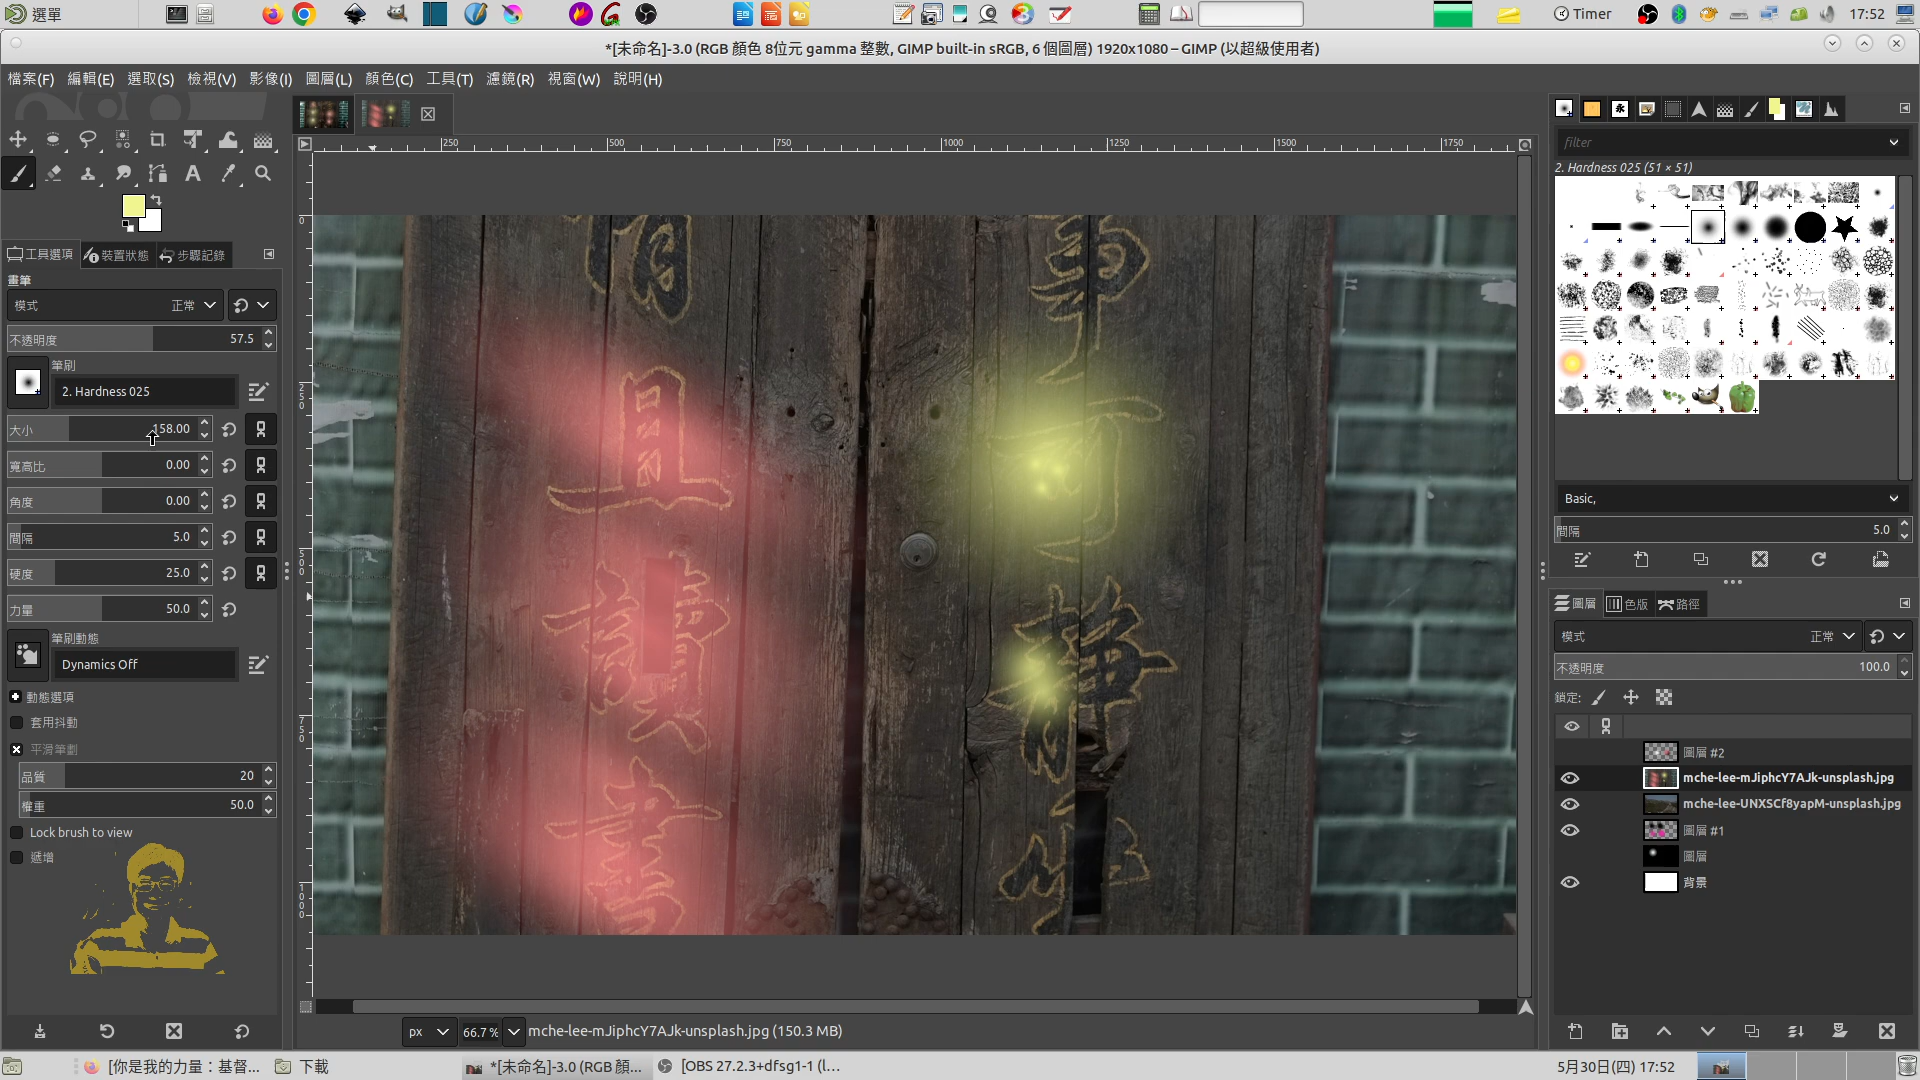 選單
Timer
17:52
*[未命名]-3.0 (RGB 顏色 8位元 gamma 整數, GIMP built-in sRGB, 6 個圖層) 1920x1080 – GIMP (以超級使用者)
檔案(F) 編輯(E) 選取(S) 檢視(V) 影像(I) 圖層(L) 顏色(C) 工具(T) 濾鏡(R) 視窗(W) 說明(H)
250 500 750 1000 1250 1500 1750
filter
2. Hardness 025 (51 × 51)
工具選項 裝置狀態 步驟記錄
畫筆
模式 正常
不透明度 57.5
筆刷
2. Hardness 025
大小 158.00
寬高比 0.00
角度 0.00
間隔 5.0
硬度 25.0
力量 50.0
筆刷動態
Dynamics Off
動態選項
套用抖動
平滑筆劃
品質 20
權重 50.0
Lock brush to view
遞增
0
250
500
750
1000
且
讀
書
事
可
靜
坐
Basic,
間隔 5.0
圖層 色版 路徑
模式 正常
不透明度 100.0
鎖定:
圖層 #2
mche-lee-mJiphcY7AJk-unsplash.jpg
mche-lee-UNXSCf8yapM-unsplash.jpg
圖層 #1
圖層
背景
px 66.7 % mche-lee-mJiphcY7AJk-unsplash.jpg (150.3 MB)
[你是我的力量：基督... 下載 *[未命名]-3.0 (RGB 顏... [OBS 27.2.3+dfsg1-1 (l... 5月30日(四) 17:52